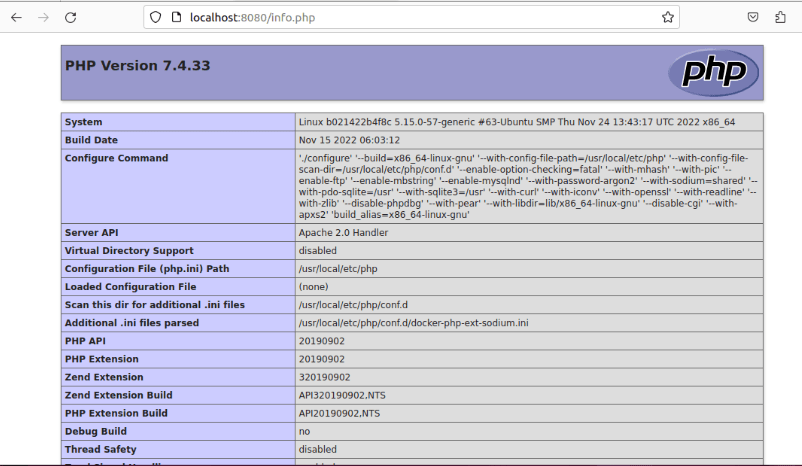 localhost:8080/info.php
PHP Version 7.4.33
php
System Linux b021422b4f8c 5.15.0-57-generic #63-Ubuntu SMP Thu Nov 24 13:43:17 UTC 2022 x86_64
Build Date Nov 15 2022 06:03:12
Configure Command './configure' '--build=x86_64-linux-gnu' '--with-config-file-path=/usr/local/etc/php' '--with-config-file-
scan-dir=/usr/local/etc/php/conf.d' '--enable-option-checking=fatal' '--with-mhash' '--with-pic' '--
enable-ftp' '--enable-mbstring' '--enable-mysqlnd' '--with-password-argon2' '--with-sodium=shared' '--
with-pdo-sqlite=/usr' '--with-sqlite3=/usr' '--with-curl' '--with-iconv' '--with-openssl' '--with-readline' '--
with-zlib' '--disable-phpdbg' '--with-pear' '--with-libdir=lib/x86_64-linux-gnu' '--disable-cgi' '--with-
apxs2' 'build_alias=x86_64-linux-gnu'
Server API Apache 2.0 Handler
Virtual Directory Support disabled
Configuration File (php.ini) Path /usr/local/etc/php
Loaded Configuration File (none)
Scan this dir for additional .ini files /usr/local/etc/php/conf.d
Additional .ini files parsed /usr/local/etc/php/conf.d/docker-php-ext-sodium.ini
PHP API 20190902
PHP Extension 20190902
Zend Extension 320190902
Zend Extension Build API320190902,NTS
PHP Extension Build API20190902,NTS
Debug Build no
Thread Safety disabled